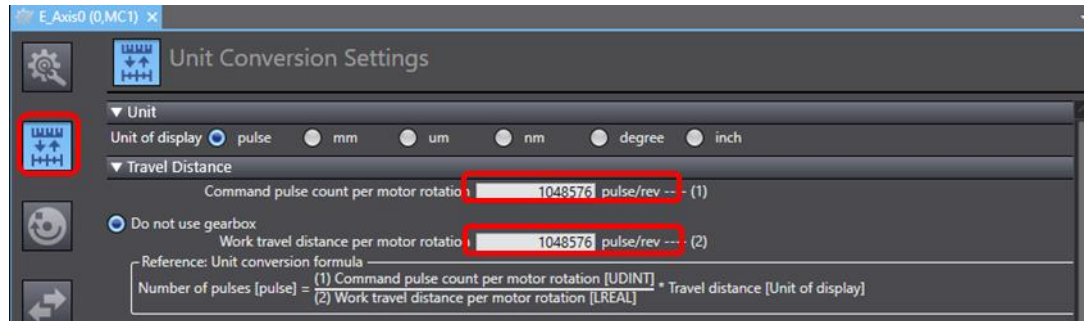 E_Axis0 (0,MC1) ×
Unit Conversion Settings
▼ Unit
Unit of display pulse mm um nm degree inch
▼ Travel Distance
Command pulse count per motor rotation 1048576 pulse/rev ---- (1)
Do not use gearbox
Work travel distance per motor rotation 1048576 pulse/rev ---- (2)
Reference: Unit conversion formula
Number of pulses [pulse] = (1) Command pulse count per motor rotation [UDINT] * Travel distance [Unit of display]
(2) Work travel distance per motor rotation [LREAL]